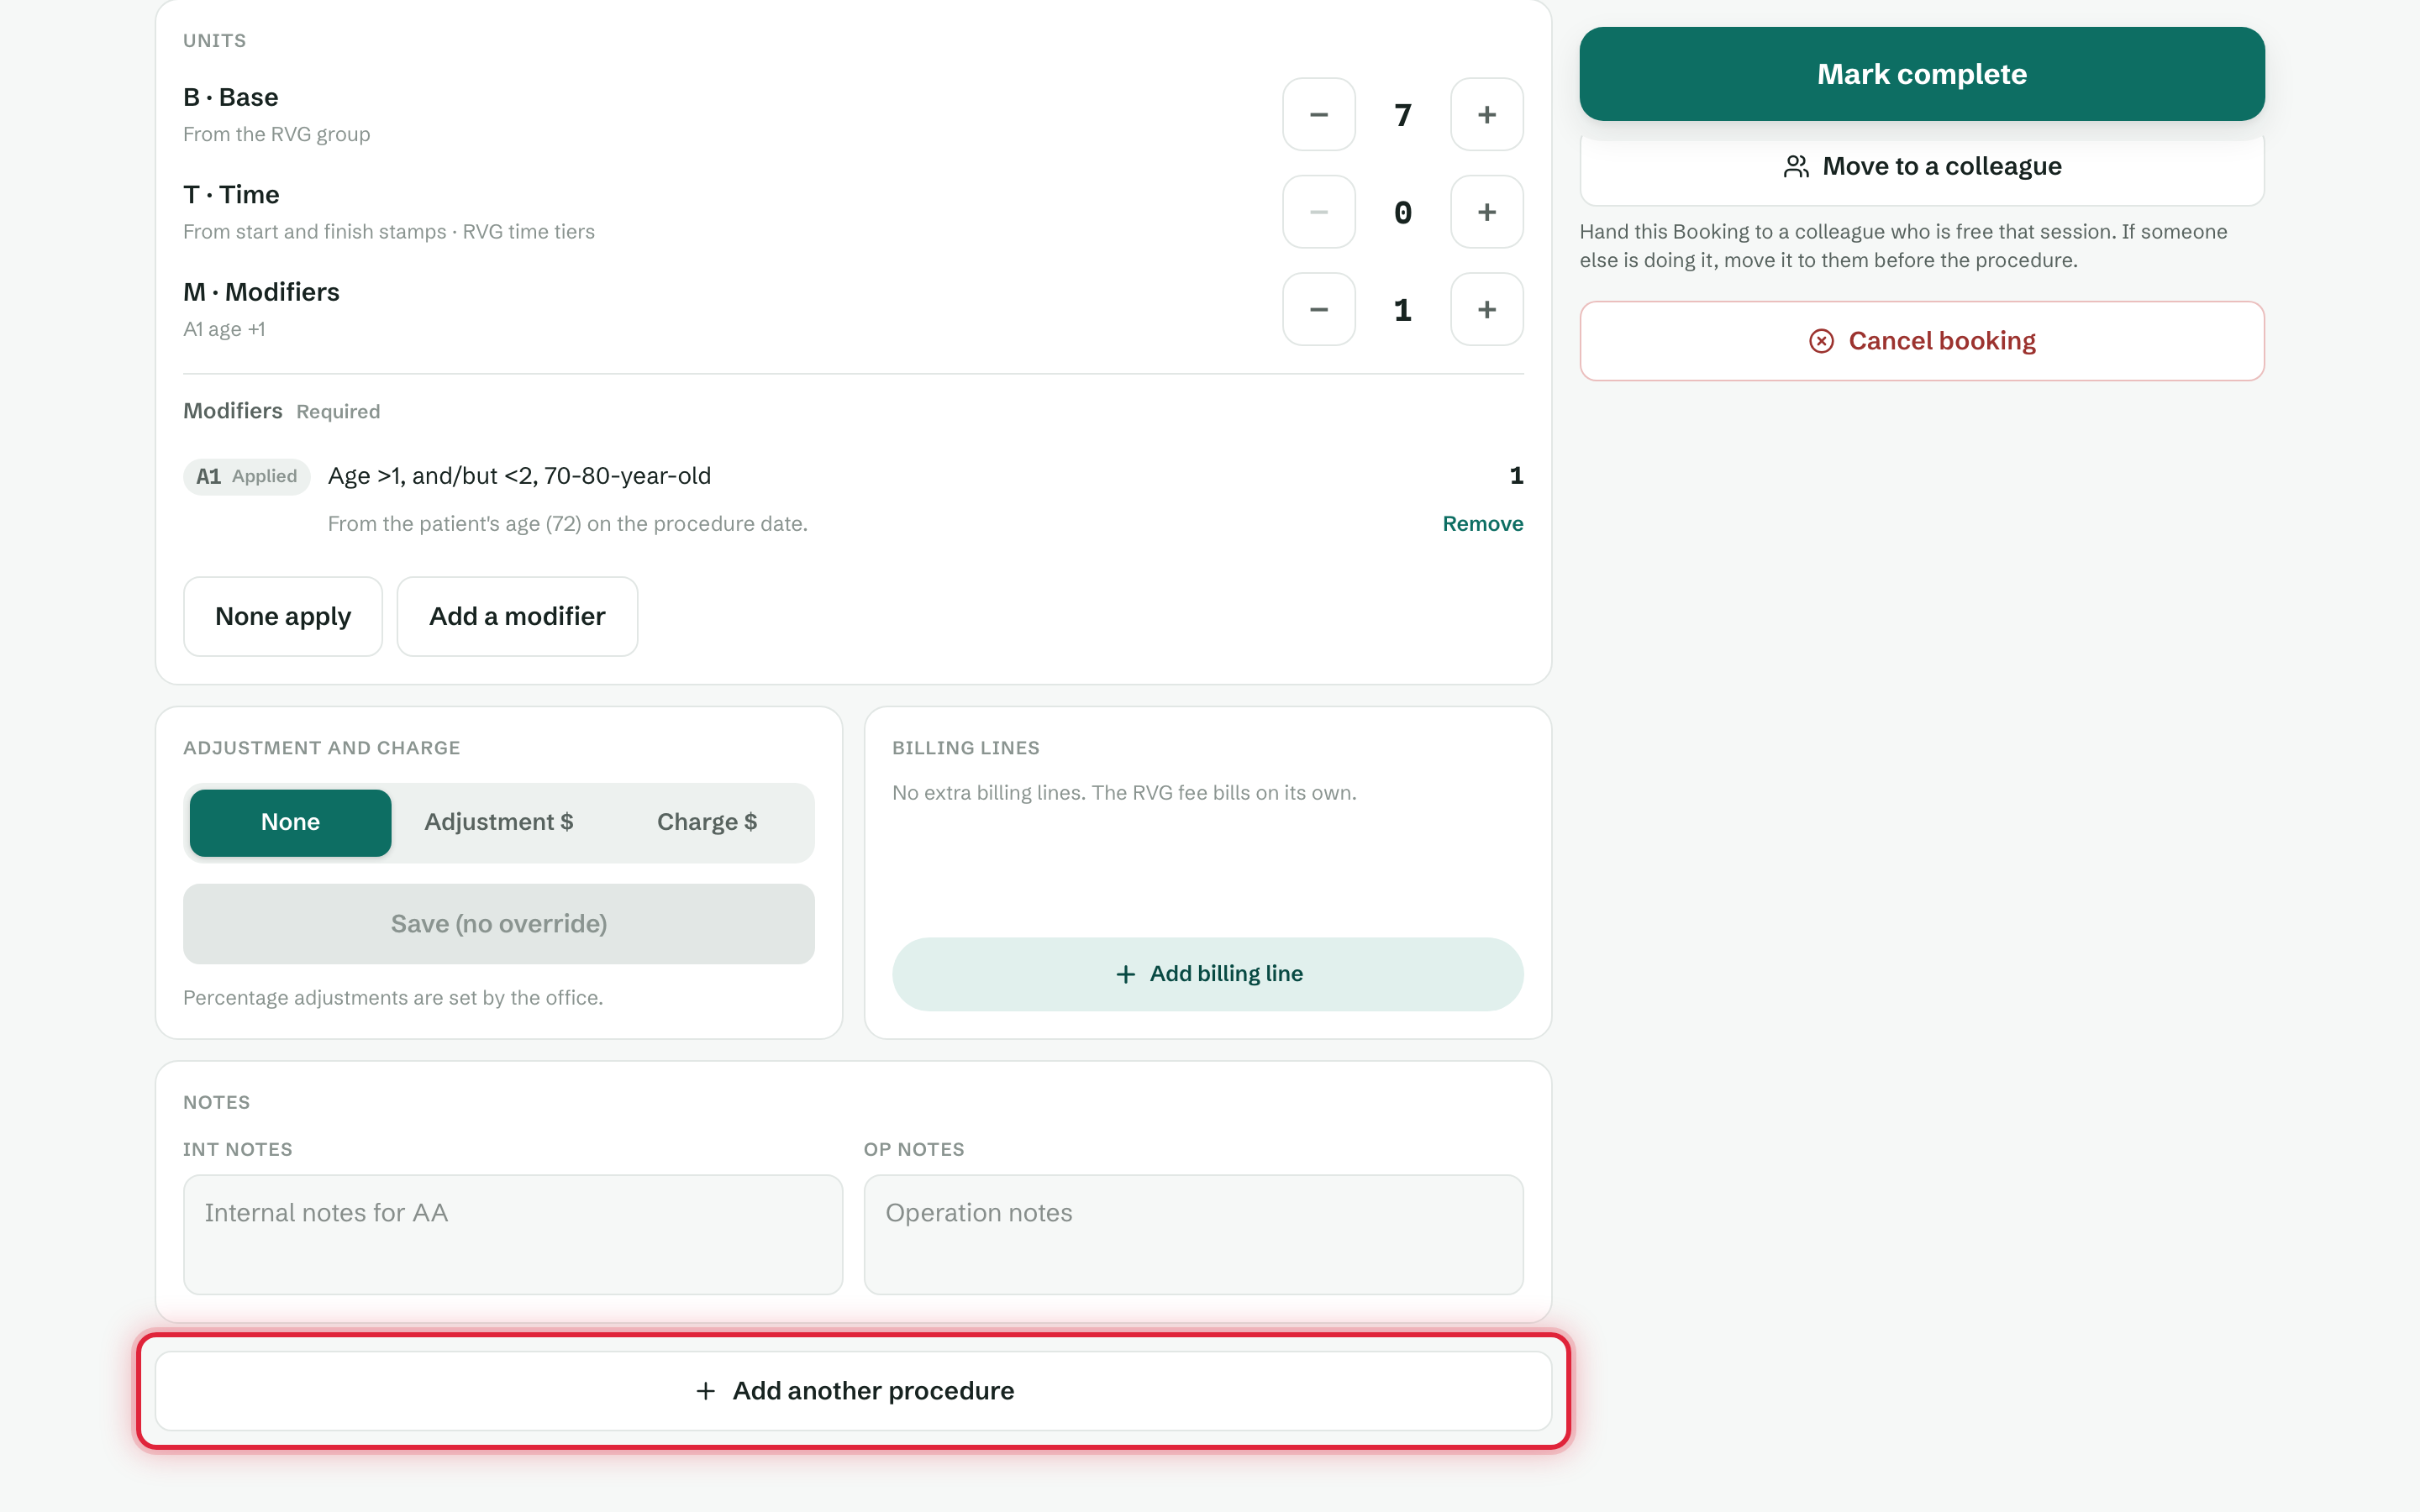 UNITS
B · Base
From the RVG group
− 7 +
T · Time
From start and finish stamps · RVG time tiers
− 0 +
M · Modifiers
A1 age +1
− 1 +
Modifiers Required
A1 Applied Age >1, and/but <2, 70-80-year-old 1
From the patient's age (72) on the procedure date. Remove
None apply Add a modifier
ADJUSTMENT AND CHARGE
None Adjustment $ Charge $
Save (no override)
Percentage adjustments are set by the office.
BILLING LINES
No extra billing lines. The RVG fee bills on its own.
+ Add billing line
NOTES
INT NOTES
Internal notes for AA
OP NOTES
Operation notes
+ Add another procedure
Mark complete
Move to a colleague
Hand this Booking to a colleague who is free that session. If someone
else is doing it, move it to them before the procedure.
Cancel booking